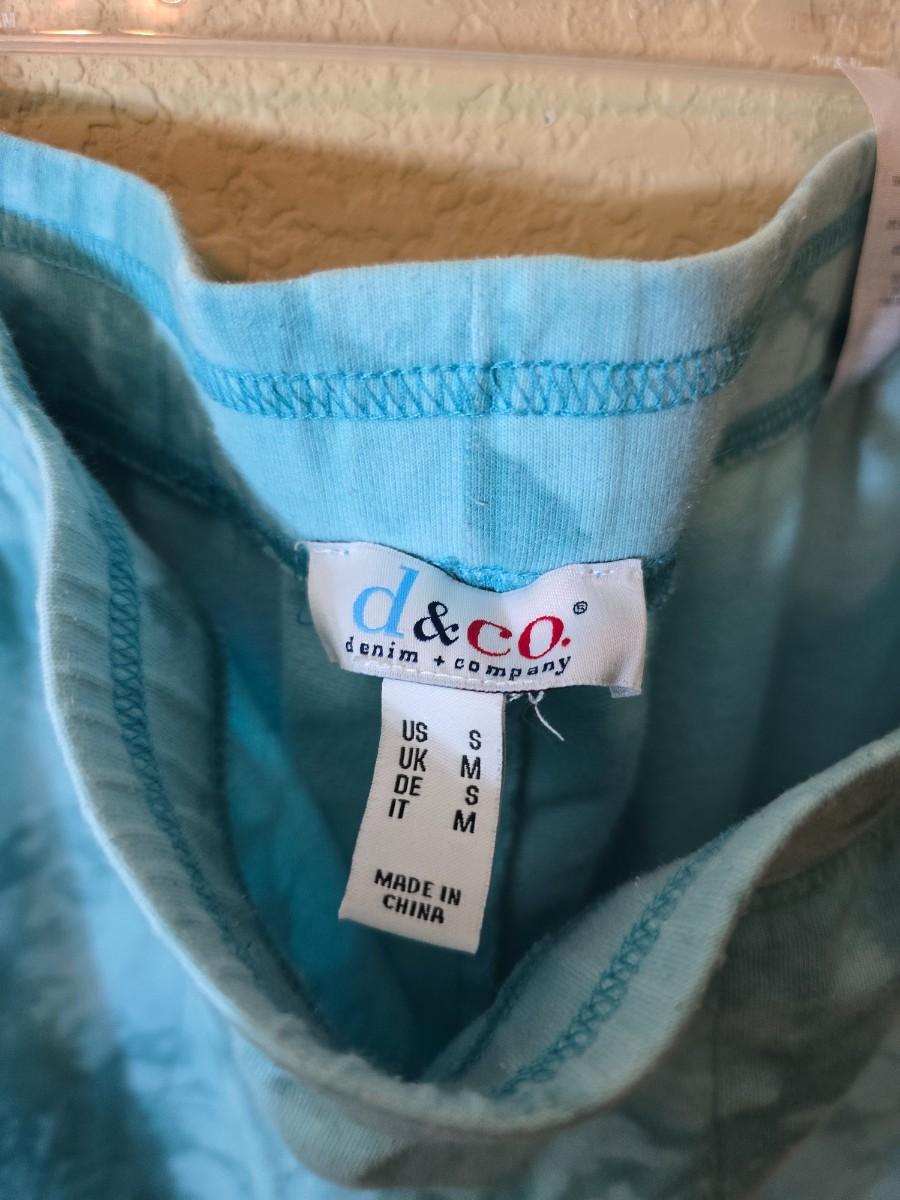 d&co.®
denim + company
US S
UK M
DE S
IT M
MADE IN
CHINA